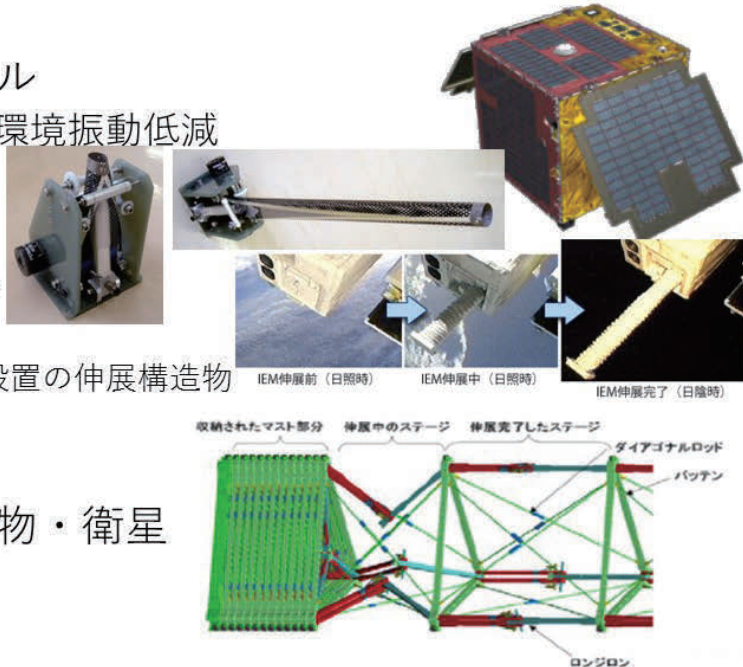 ル
環境振動低減
設置の伸展構造物
IEM伸展前（日照時）
IEM伸展中（日照時）
IEM伸展完了（日陰時）
収納されたマスト部分
伸展中のステージ
伸展完了したステージ
ダイアゴナルロッド
バッテン
物・衛星
ロンジロン